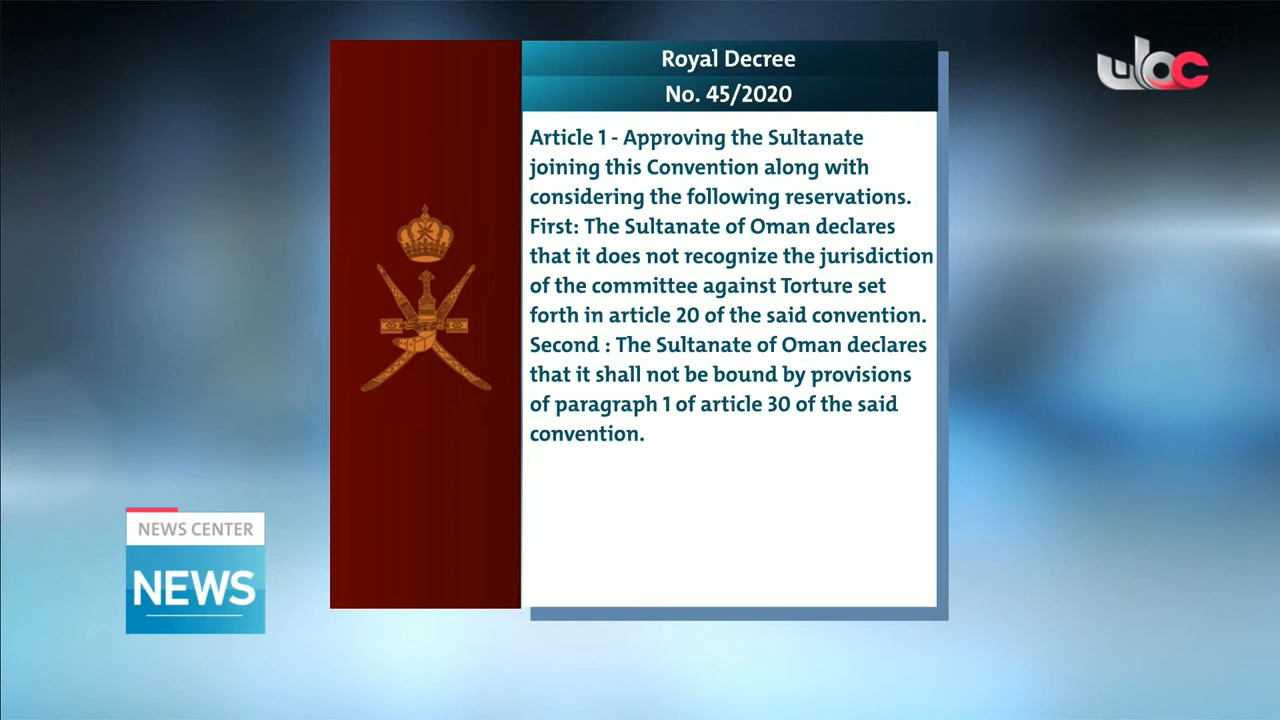 Royal Decree
No. 45/2020
Article 1 - Approving the Sultanate
joining this Convention along with
considering the following reservations.
First: The Sultanate of Oman declares
that it does not recognize the jurisdiction
of the committee against Torture set
forth in article 20 of the said convention.
Second : The Sultanate of Oman declares
that it shall not be bound by provisions
of paragraph 1 of article 30 of the said
convention.
NEWS CENTER
NEWS